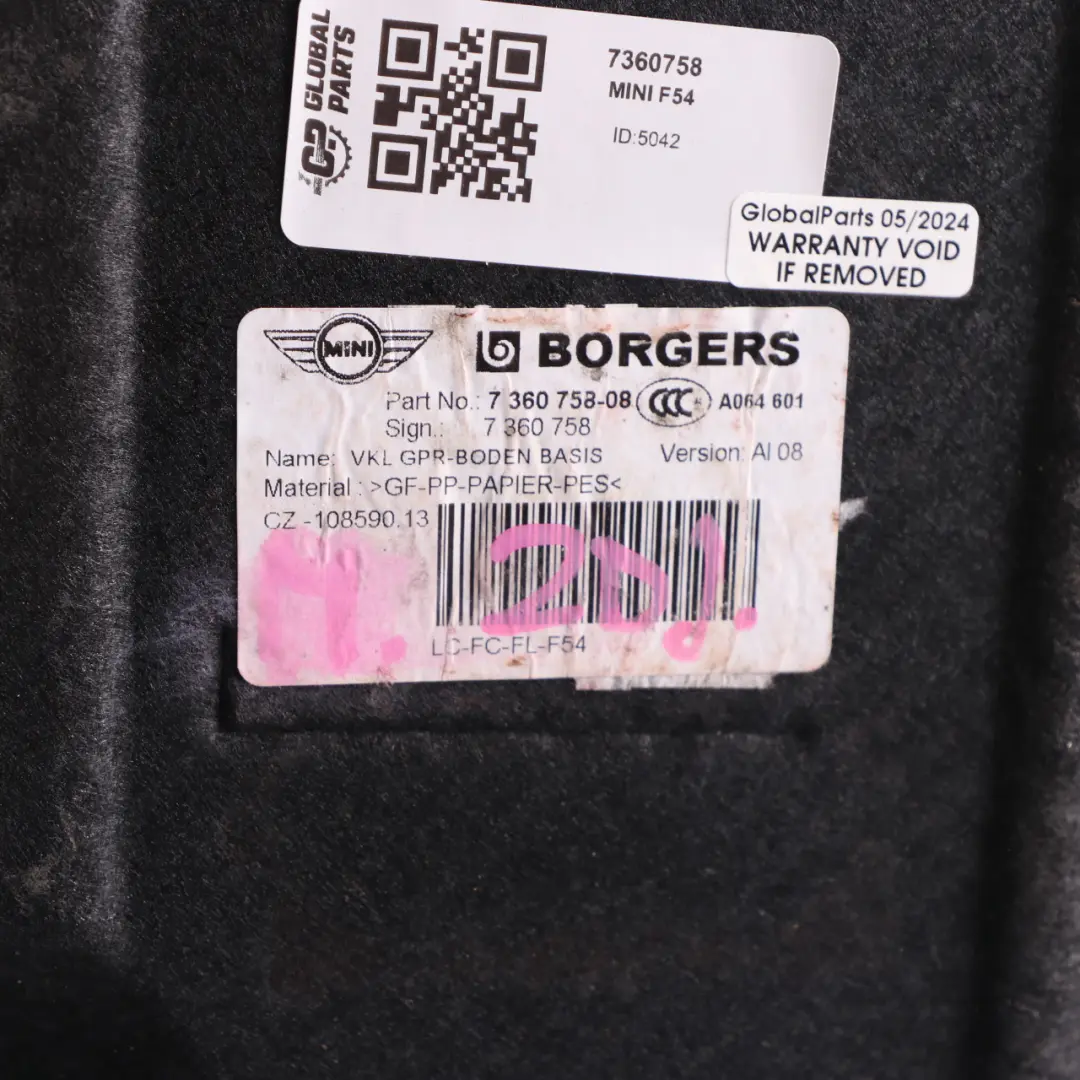 GLOBAL
PARTS
7360758
MINI F54
ID:5042
GlobalParts 05/2024
WARRANTY VOID
IF REMOVED
MINI
BORGERS
Part No.: 7 360 758-08 CCC A064 601
Sign.: 7 360 758
Name: VKL GPR-BODEN BASIS Version: AI 08
Material : >GF-PP-PAPIER-PES<
CZ -108590.13
LC-FC-FL-F54